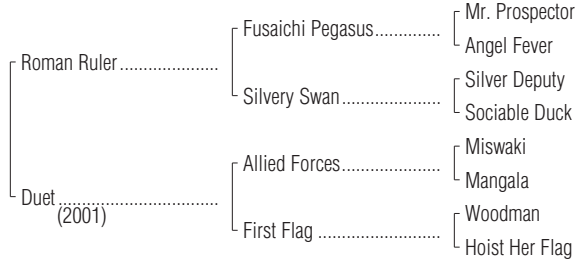 Mr. Prospector
Fusaichi Pegasus..............
Angel Fever
Roman Ruler.....................
Silver Deputy
Silvery Swan.....................
Sociable Duck
Miswaki
Allied Forces.....................
Mangala
Duet..................................
(2001)
Woodman
First Flag ..........................
Hoist Her Flag